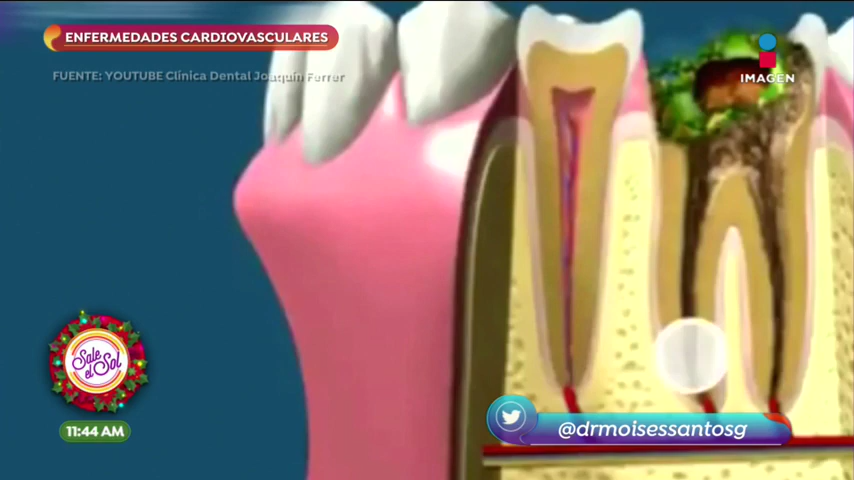 ENFERMEDADES CARDIOVASCULARES
FUENTE: YOUTUBE Clínica Dental Joaquín Ferrer
IMAGEN
Sale
el Sol
11:44 AM
@drmoisessantosg